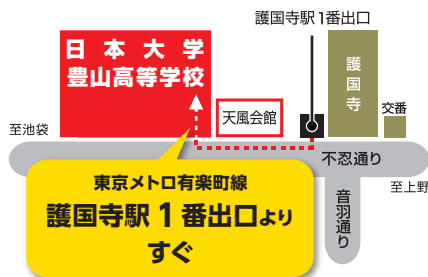 護国寺駅1番出口
日本大学
豊山高等学校
護国寺
天風会館
交番
至池袋
不忍通り
至上野
音羽通り
東京メトロ有楽町線
護国寺駅1番出口より
すぐ